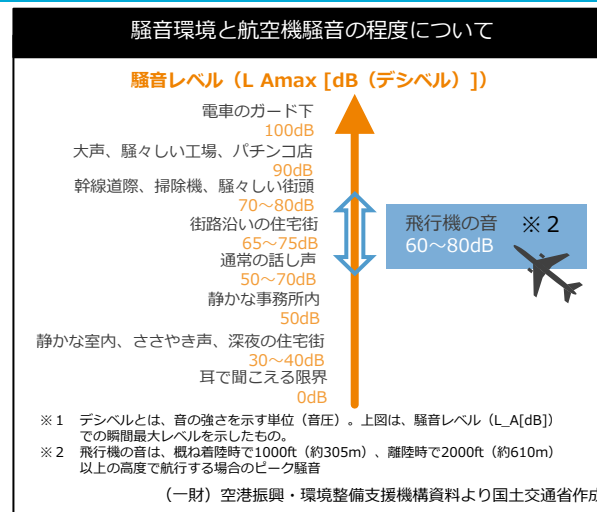 騒音環境と航空機騒音の程度について
騒音レベル（L Amax [dB（デシベル）]）
電車のガード下
100dB
大声、騒々しい工場、パチンコ店
90dB
幹線道際、掃除機、騒々しい街頭
70～80dB
街路沿いの住宅街
65～75dB
通常の話し声
50～70dB
静かな事務所内
50dB
静かな室内、ささやき声、深夜の住宅街
30～40dB
耳で聞こえる限界
0dB
飛行機の音 ※２
60～80dB
※１ デシベルとは、音の強さを示す単位（音圧）。上図は、騒音レベル（L_A[dB]）
での瞬間最大レベルを示したもの。
※２ 飛行機の音は、概ね着陸時で1000ft（約305m）、離陸時で2000ft（約610m）
以上の高度で航行する場合のピーク騒音
（一財）空港振興・環境整備支援機構資料より国土交通省作成